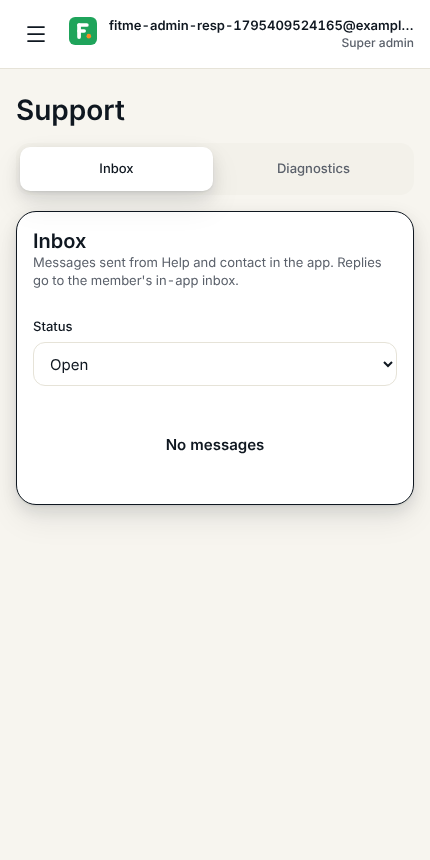 F.
fitme-admin-resp-1795409524165@exampl...
Super admin
Support
Inbox
Diagnostics
Inbox
Messages sent from Help and contact in the app. Replies
go to the member's in-app inbox.
Status
Open
No messages